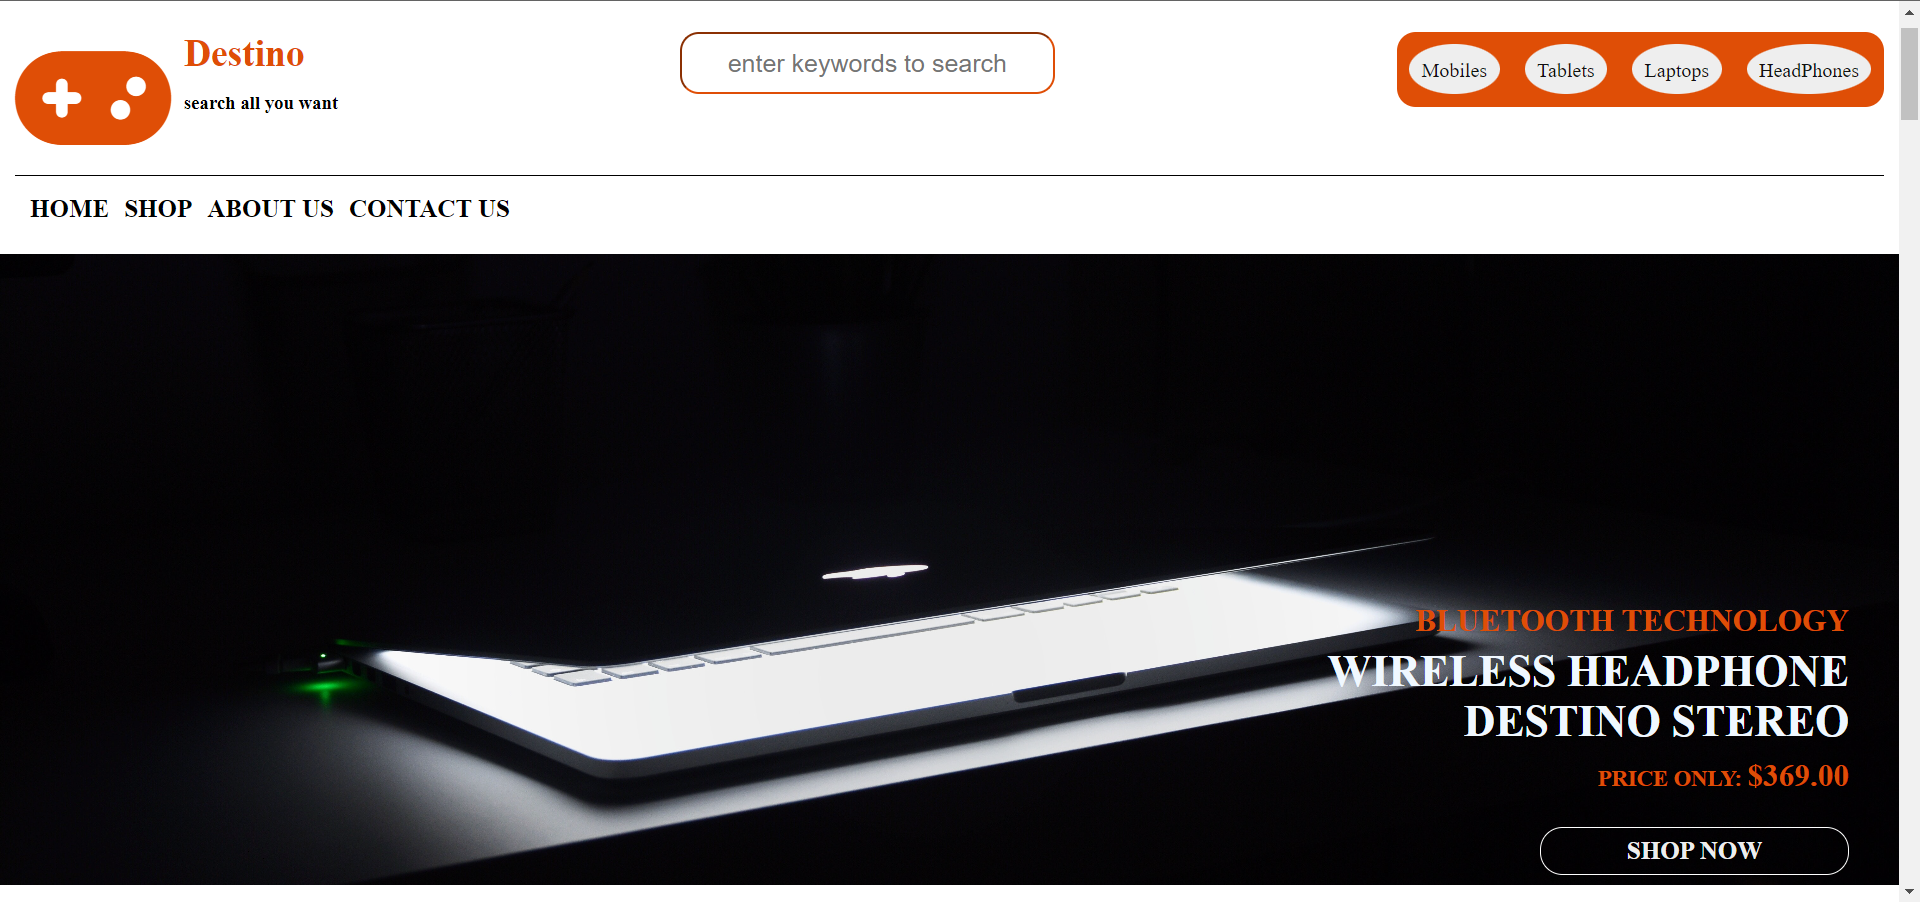 Destino
search all you want
enter keywords to search
Mobiles Tablets Laptops HeadPhones
HOME SHOP ABOUT US CONTACT US
BLUETOOTH TECHNOLOGY
WIRELESS HEADPHONE
DESTINO STEREO
PRICE ONLY: $369.00
SHOP NOW